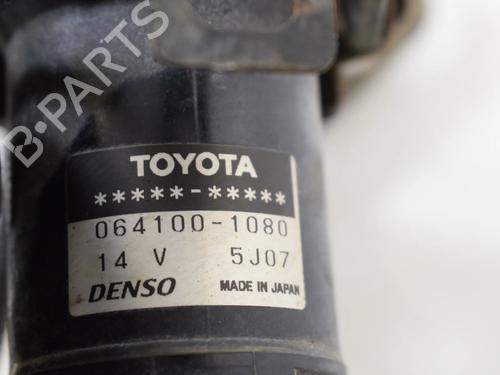 B-PARTS
TOYOTA
*****-*****
064100-1080
14 V 5J07
DENSO MADE IN JAPAN